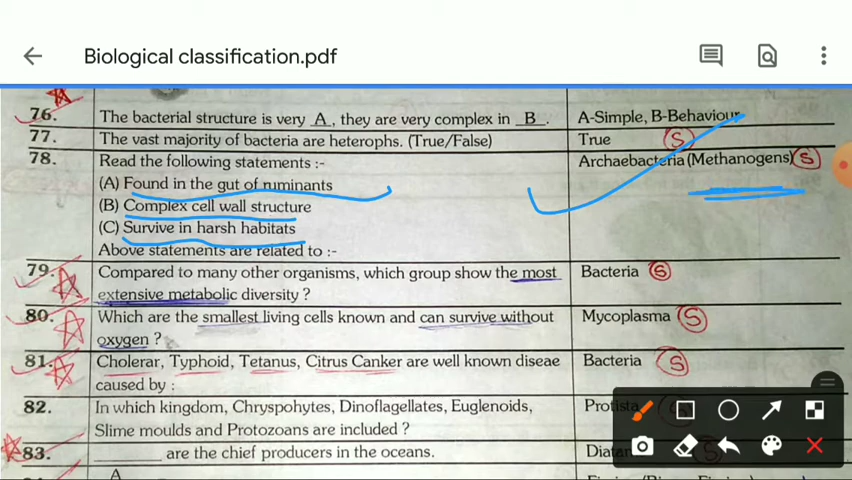 Biological classification.pdf
76. The bacterial structure is very A, they are very complex in B. A-Simple, B-Behaviour
77. The vast majority of bacteria are heterophs. (True/False) True S
78. Read the following statements :- Archaebacteria (Methanogens) S
(A) Found in the gut of ruminants
(B) Complex cell wall structure
(C) Survive in harsh habitats
Above statements are related to :-
79. Compared to many other organisms, which group show the most Bacteria S
extensive metabolic diversity ?
80. Which are the smallest living cells known and can survive without Mycoplasma S
oxygen ?
81. Cholerar, Typhoid, Tetanus, Citrus Canker are well known diseae Bacteria S
caused by :
82. In which kingdom, Chryspohytes, Dinoflagellates, Euglenoids, Protista
Slime moulds and Protozoans are included ?
83. ________ are the chief producers in the oceans.
A